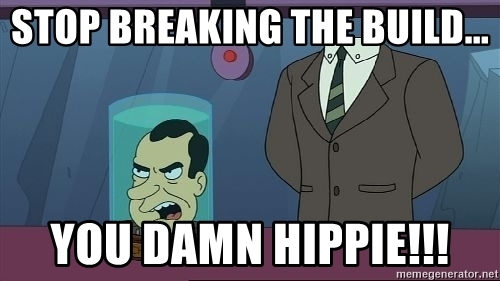 STOP BREAKING THE BUILD...
YOU DAMN HIPPIE!!!
memegenerator.net